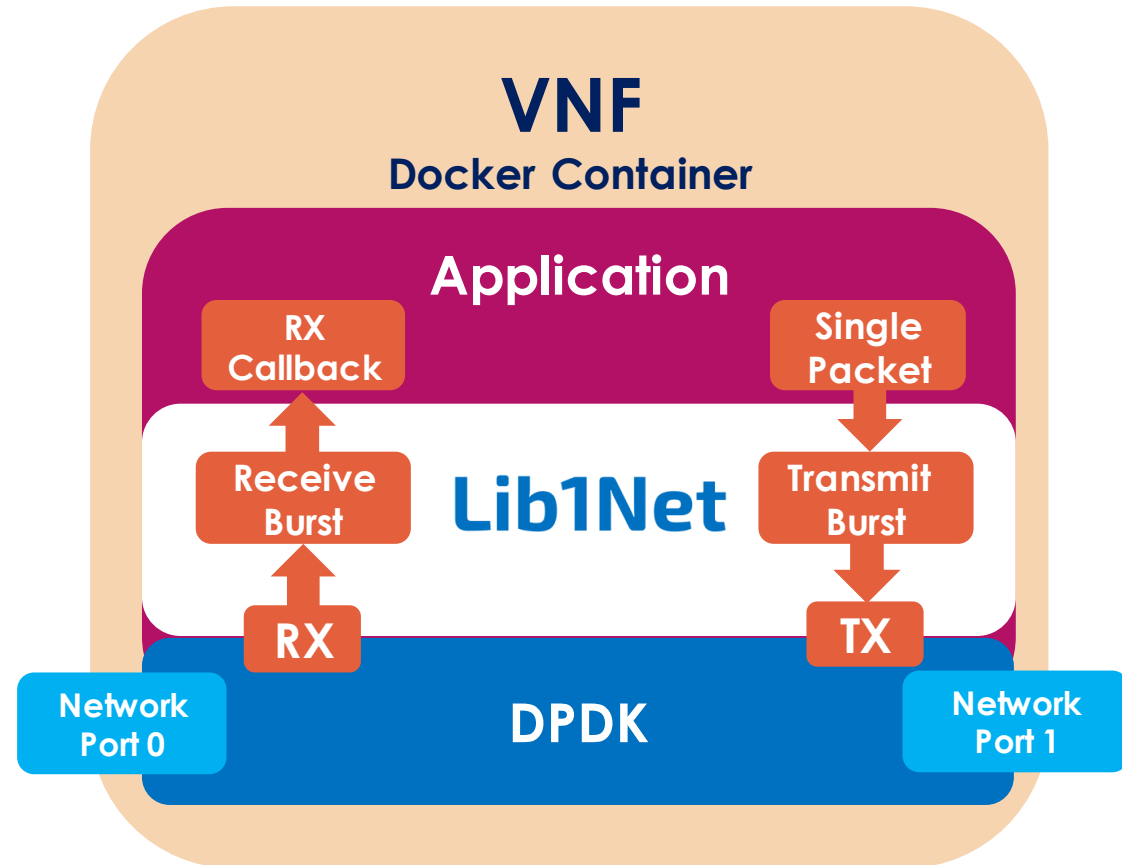 VNF
Docker Container
Application
RX
Callback
Single
Packet
Receive
Burst
Lib1Net
Transmit
Burst
RX
TX
Network
Port 0
DPDK
Network
Port 1